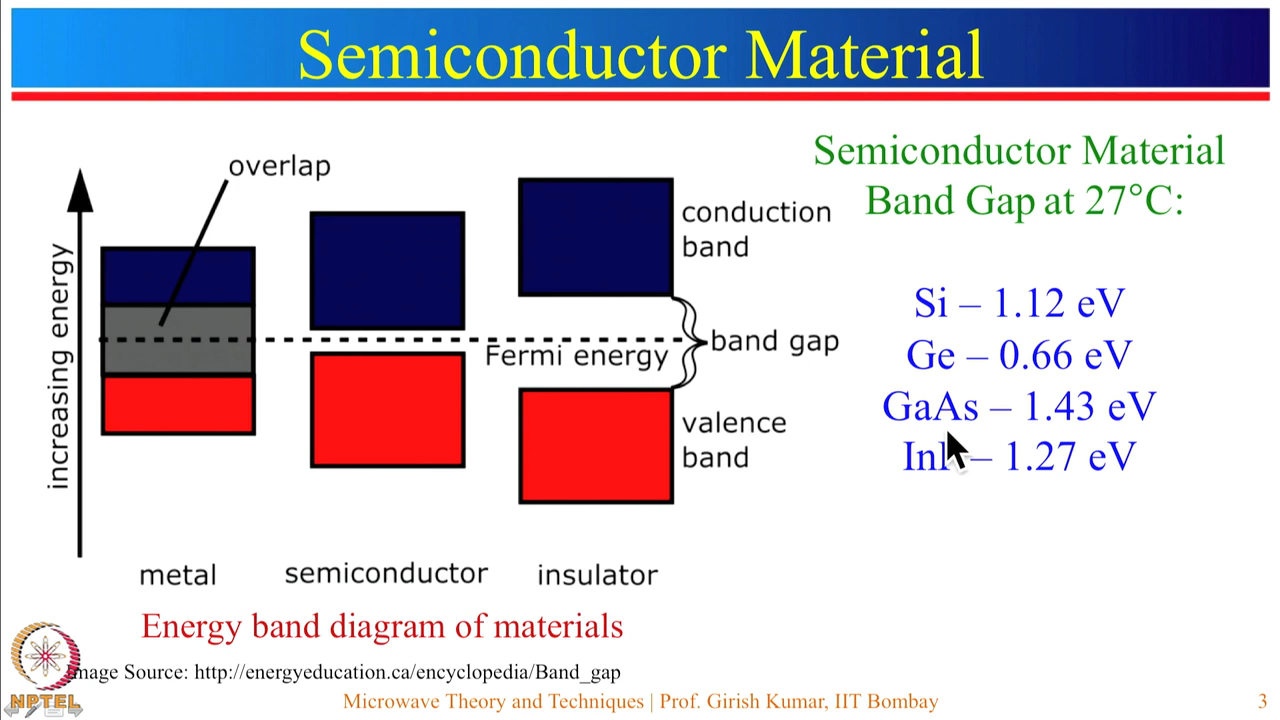 Semiconductor Material
overlap
increasing energy
conduction
band
Fermi energy
band gap
valence
band
metal
semiconductor
insulator
Energy band diagram of materials
Semiconductor Material
Band Gap at 27°C:
Si – 1.12 eV
Ge – 0.66 eV
GaAs – 1.43 eV
– 1.27 eV
Image Source: http://energyeducation.ca/encyclopedia/Band_gap
NPTEL
Microwave Theory and Techniques | Prof. Girish Kumar, IIT Bombay
3